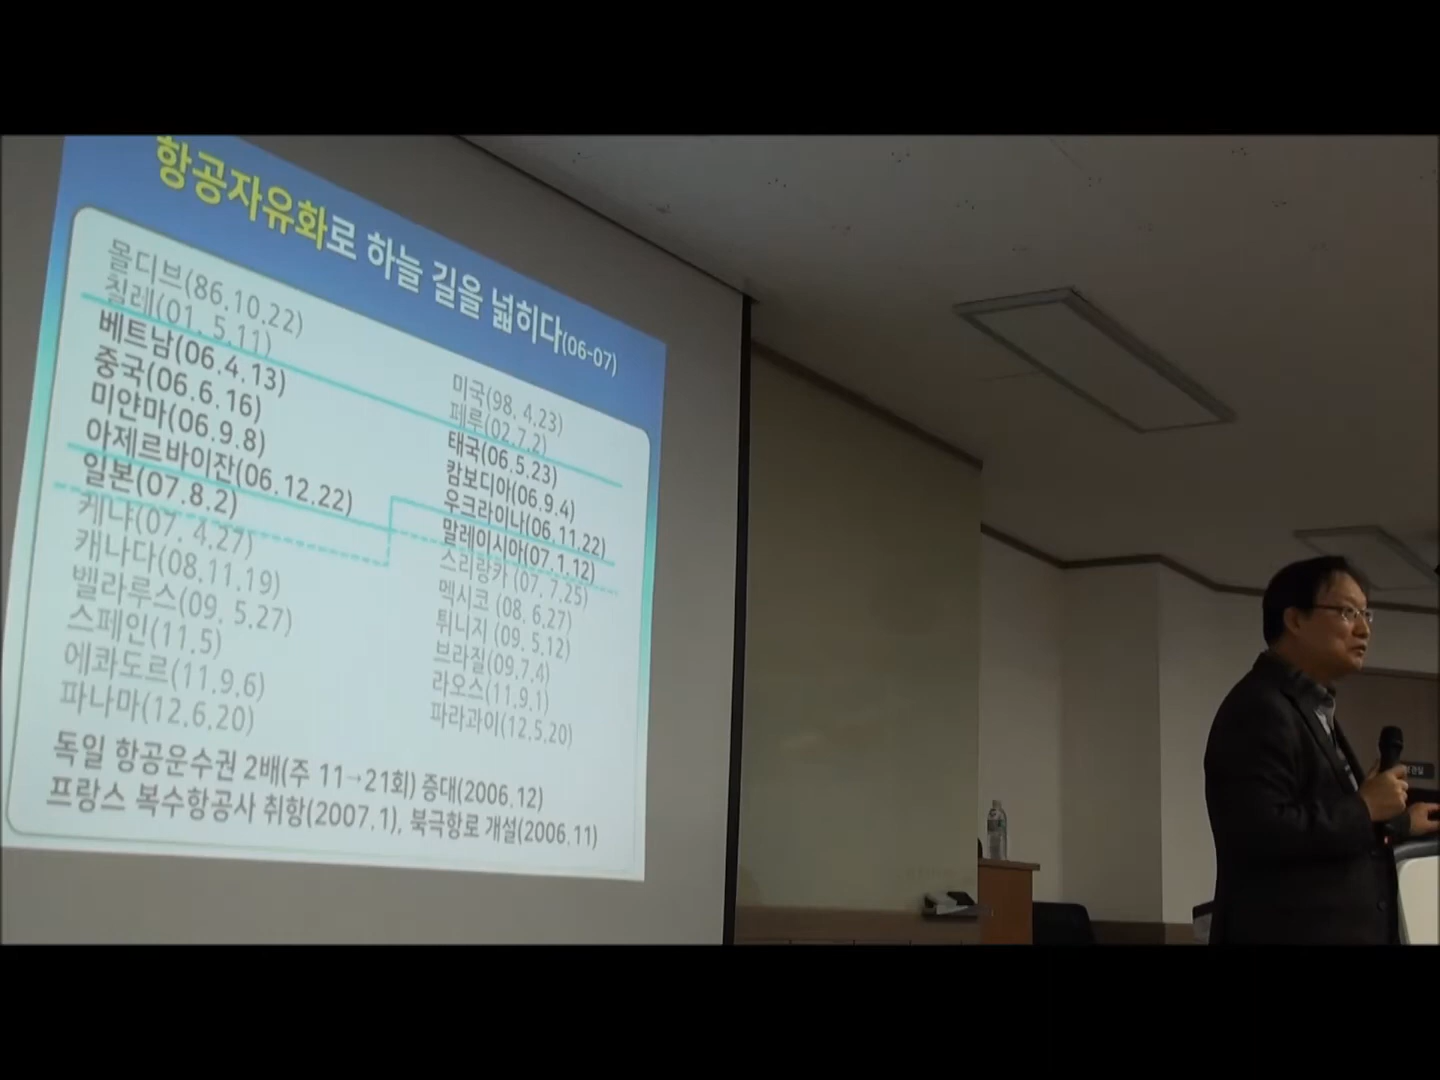 항공자유화로 하늘 길을 넓히다(06-07)
몰디브(86.10.22)
칠레(01. 5.11)
베트남(06.4.13)
중국(06.6.16)
미얀마(06.9.8)
아제르바이잔(06.12.22)
일본(07.8.2)
케냐(07. 4.27)
캐나다(08.11.19)
벨라루스(09. 5.27)
스페인(11.5)
에콰도르(11.9.6)
파나마(12.6.20)
미국(98. 4.23)
페루(02.7.2)
태국(06.5.23)
캄보디아(06.9.4)
우크라이나(06.11.22)
말레이시아(07.1.12)
스리랑카 (07. 7.25)
멕시코 (08. 6.27)
튀니지 (09. 5.12)
브라질(09.7.4)
라오스(11.9.1)
파라과이(12.5.20)
독일 항공운수권 2배(주 11→21회) 증대(2006.12)
프랑스 복수항공사 취항(2007.1), 북극항로 개설(2006.11)